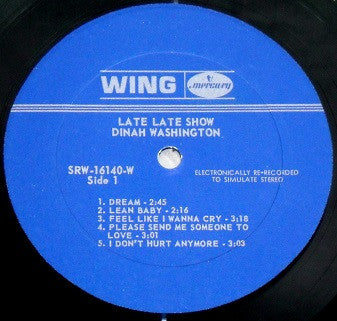 WING mercury
LATE LATE SHOW
DINAH WASHINGTON
SRW-16140-W
Side 1
ELECTRONICALLY RE-RECORDED
TO SIMULATE STEREO
1. DREAM - 2:45
2. LEAN BABY - 2:16
3. FEEL LIKE I WANNA CRY - 3:18
4. PLEASE SEND ME SOMEONE TO
LOVE - 3:01
5. I DON'T HURT ANYMORE - 3:03